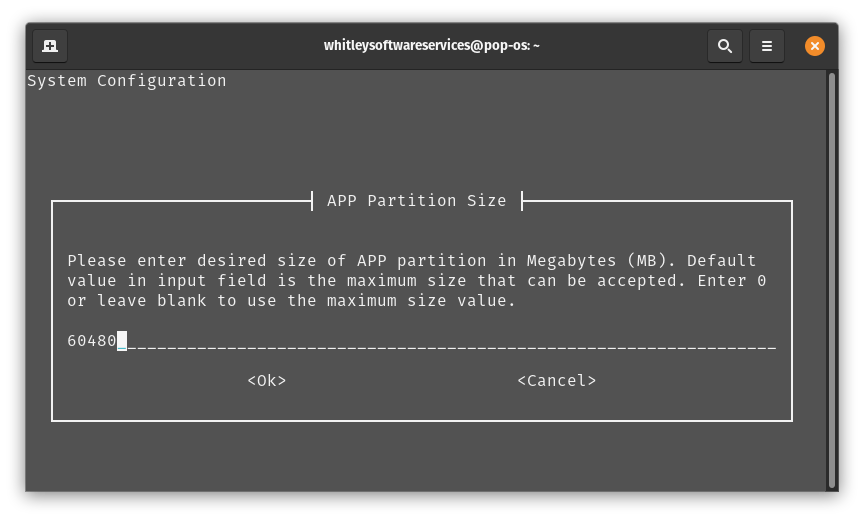 whitleysoftwareservices@pop-os: ~
System Configuration
APP Partition Size
Please enter desired size of APP partition in Megabytes (MB). Default
value in input field is the maximum size that can be accepted. Enter 0
or leave blank to use the maximum size value.
60480
<Ok> <Cancel>